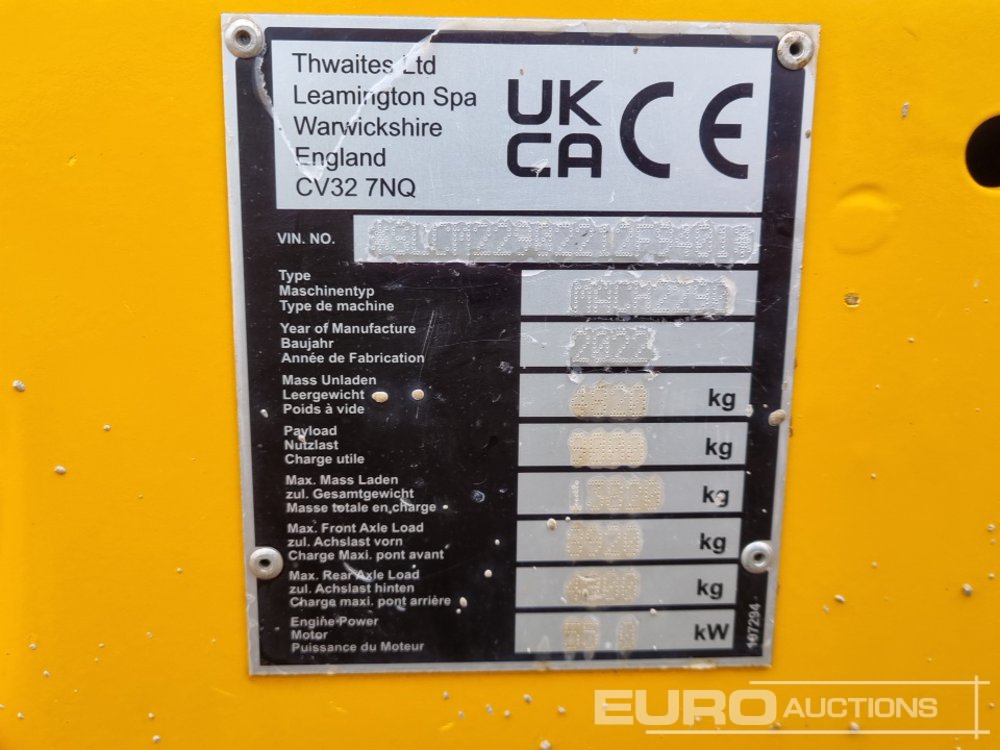 Thwaites Ltd
Leamington Spa
Warwickshire
England
CV32 7NQ
UK
CA
CE
VIN. NO.
Type
Maschinentyp
Type de machine
Year of Manufacture
Baujahr
Année de Fabrication
2022
Mass Unladen
Leergewicht
Poids à vide
kg
Payload
Nutzlast
Charge utile
kg
Max. Mass Laden
zul. Gesamtgewicht
Masse totale en charge
kg
Max. Front Axle Load
zul. Achslast vorn
Charge Maxi. pont avant
kg
Max. Rear Axle Load
zul. Achslast hinten
Charge maxi. pont arrière
kg
Engine Power
Motor
Puissance du Moteur
kW
107294
EURO AUCTIONS